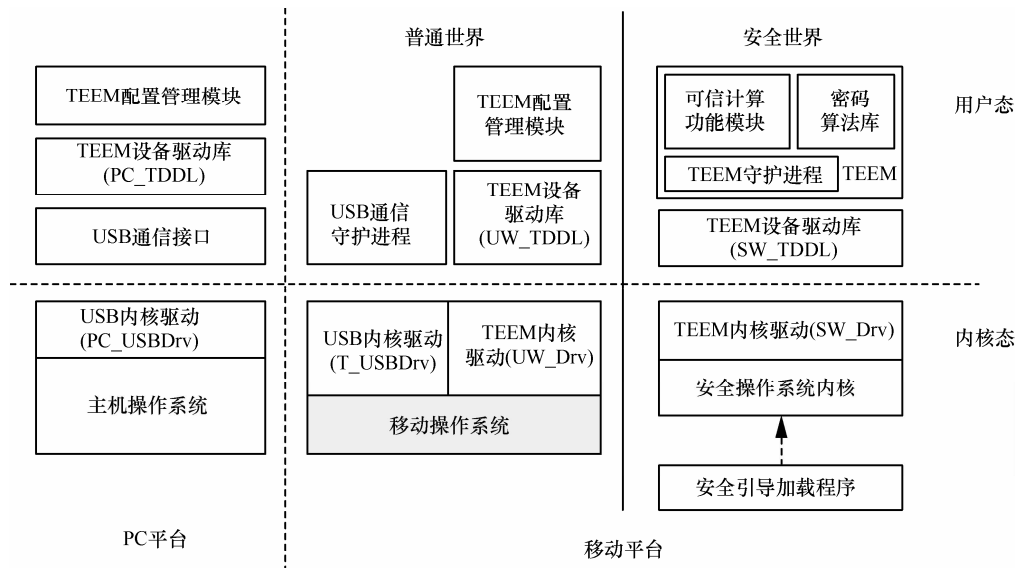 普通世界
安全世界
用户态
TEEM配置管理模块
TEEM设备驱动库
(PC_TDDL)
USB通信接口
TEEM配置
管理模块
USB通信
守护进程
TEEM设备
驱动库
(UW_TDDL)
可信计算
功能模块
密码
算法库
TEEM守护进程
TEEM
TEEM设备驱动库
(SW_TDDL)
内核态
USB内核驱动
(PC_USBDrv)
主机操作系统
USB内核驱动
(T_USBDrv)
TEEM内核
驱动(UW_Drv)
移动操作系统
TEEM内核驱动(SW_Drv)
安全操作系统内核
安全引导加载程序
PC平台
移动平台